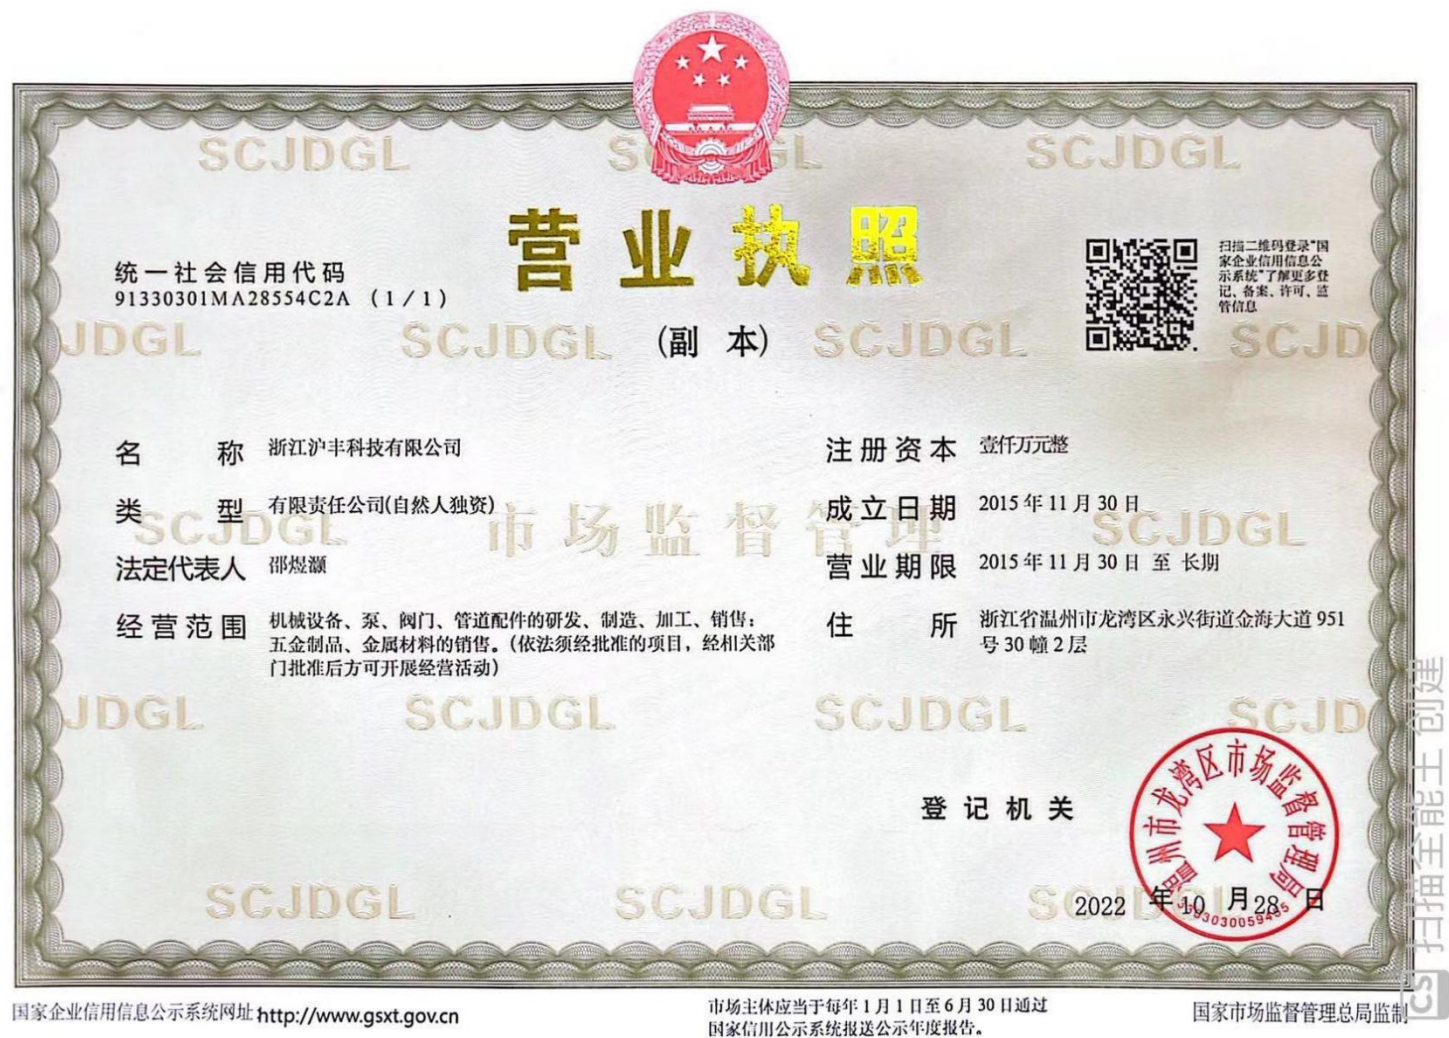 营业执照
(副 本)
统一社会信用代码
91330301MA28554C2A (1/1)
扫描二维码登录“国
家企业信用信息公
示系统”了解更多登
记、备案、许可、监
管信息
名 称 浙江沪丰科技有限公司
类 型 有限责任公司(自然人独资)
法定代表人 邵煜灏
经营范围 机械设备、泵、阀门、管道配件的研发、制造、加工、销售;
五金制品、金属材料的销售。(依法须经批准的项目，经相关部
门批准后方可开展经营活动)
注册资本 壹仟万元整
成立日期 2015年11月30日
营业期限 2015年11月30日 至 长期
住 所 浙江省温州市龙湾区永兴街道金海大道951
号30幢2层
SCJDGL SCJDGL SCJDGL
JDGL SCJDGL SCJDGL SCJD
SCJDGL 市场监督管理 SCJDGL
JDGL SCJDGL SCJDGL SCJD
SCJDGL SCJDGL SCJDGL
登记机关
温州市龙湾区市场监督管理局
2022年10月28日
国家企业信用信息公示系统网址http://www.gsxt.gov.cn
市场主体应当于每年1月1日至6月30日通过
国家信用公示系统报送公示年度报告。
国家市场监督管理总局监制
CS 扫描全能王 创建